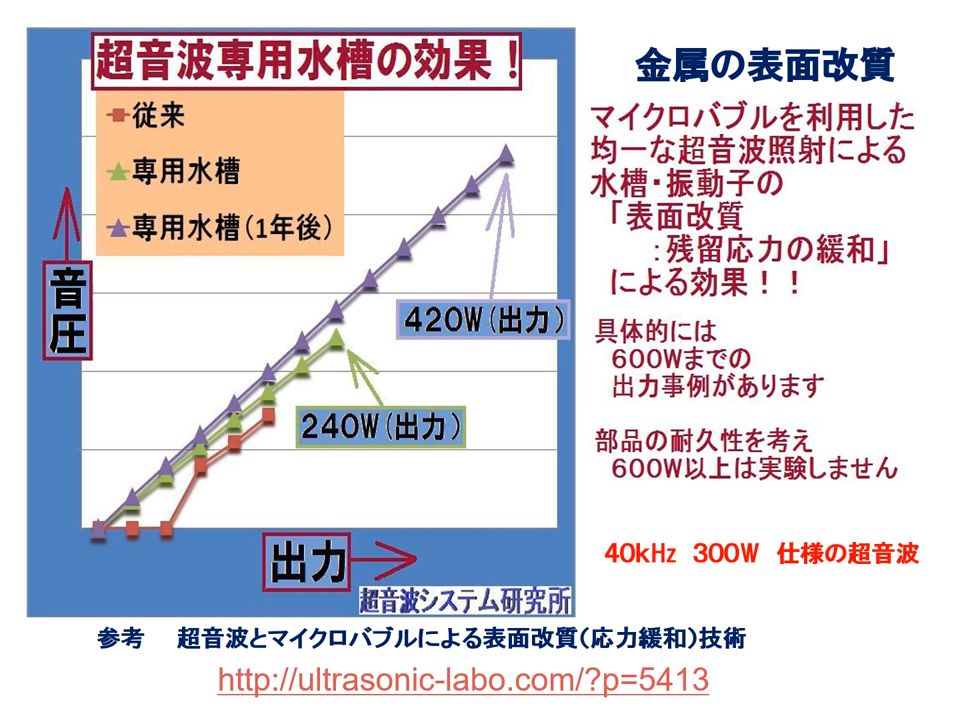 超音波専用水槽の効果！
従来
専用水槽
専用水槽(1年後)
音圧
420W(出力)
240W(出力)
出力
超音波システム研究所
金属の表面改質
マイクロバブルを利用した
均一な超音波照射による
水槽・振動子の
「表面改質
：残留応力の緩和」
による効果！！
具体的には
600Wまでの
出力事例があります
部品の耐久性を考え
600W以上は実験しません
40kHz 300W 仕様の超音波
参考 超音波とマイクロバブルによる表面改質(応力緩和)技術
http://ultrasonic-labo.com/?p=5413